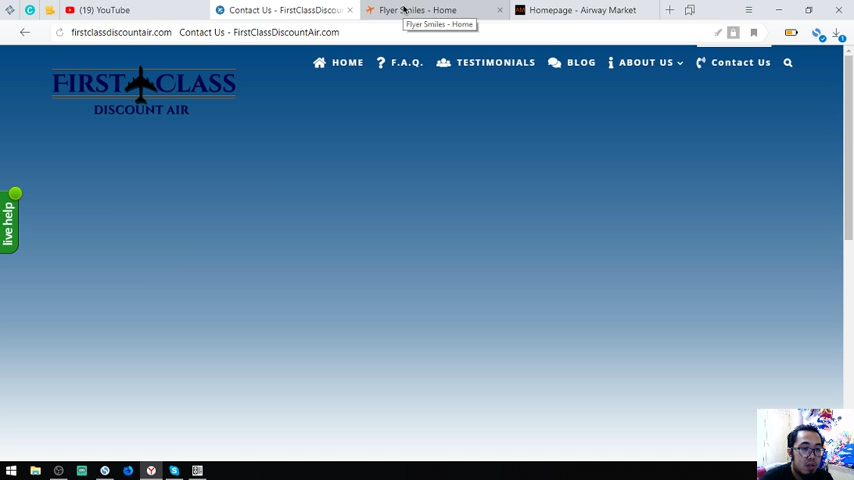 (19) YouTube
Contact Us - FirstClassDiscou
Flyer Smiles - Home
Homepage - Airway Market
Flyer Smiles - Home
firstclassdiscountair.com Contact Us - FirstClassDiscountAir.com
FIRST CLASS
DISCOUNT AIR
HOME
F.A.Q.
TESTIMONIALS
BLOG
ABOUT US
Contact Us
live help